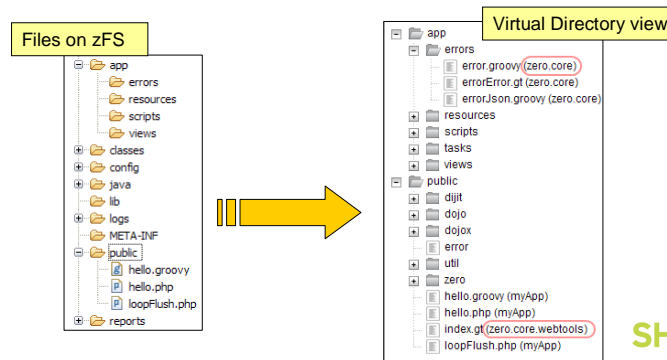 Files on zFS
app
errors
resources
scripts
views
classes
config
java
lib
logs
META-INF
public
hello.groovy
hello.php
loopFlush.php
reports
Virtual Directory view
app
errors
error.groovy (zero.core)
errorError.gt (zero.core)
errorJson.groovy (zero.core)
resources
scripts
tasks
views
public
dijit
dojo
dojox
error
util
zero
hello.groovy (myApp)
hello.php (myApp)
index.gt (zero.core.webtools)
loopFlush.php (myApp)
SH